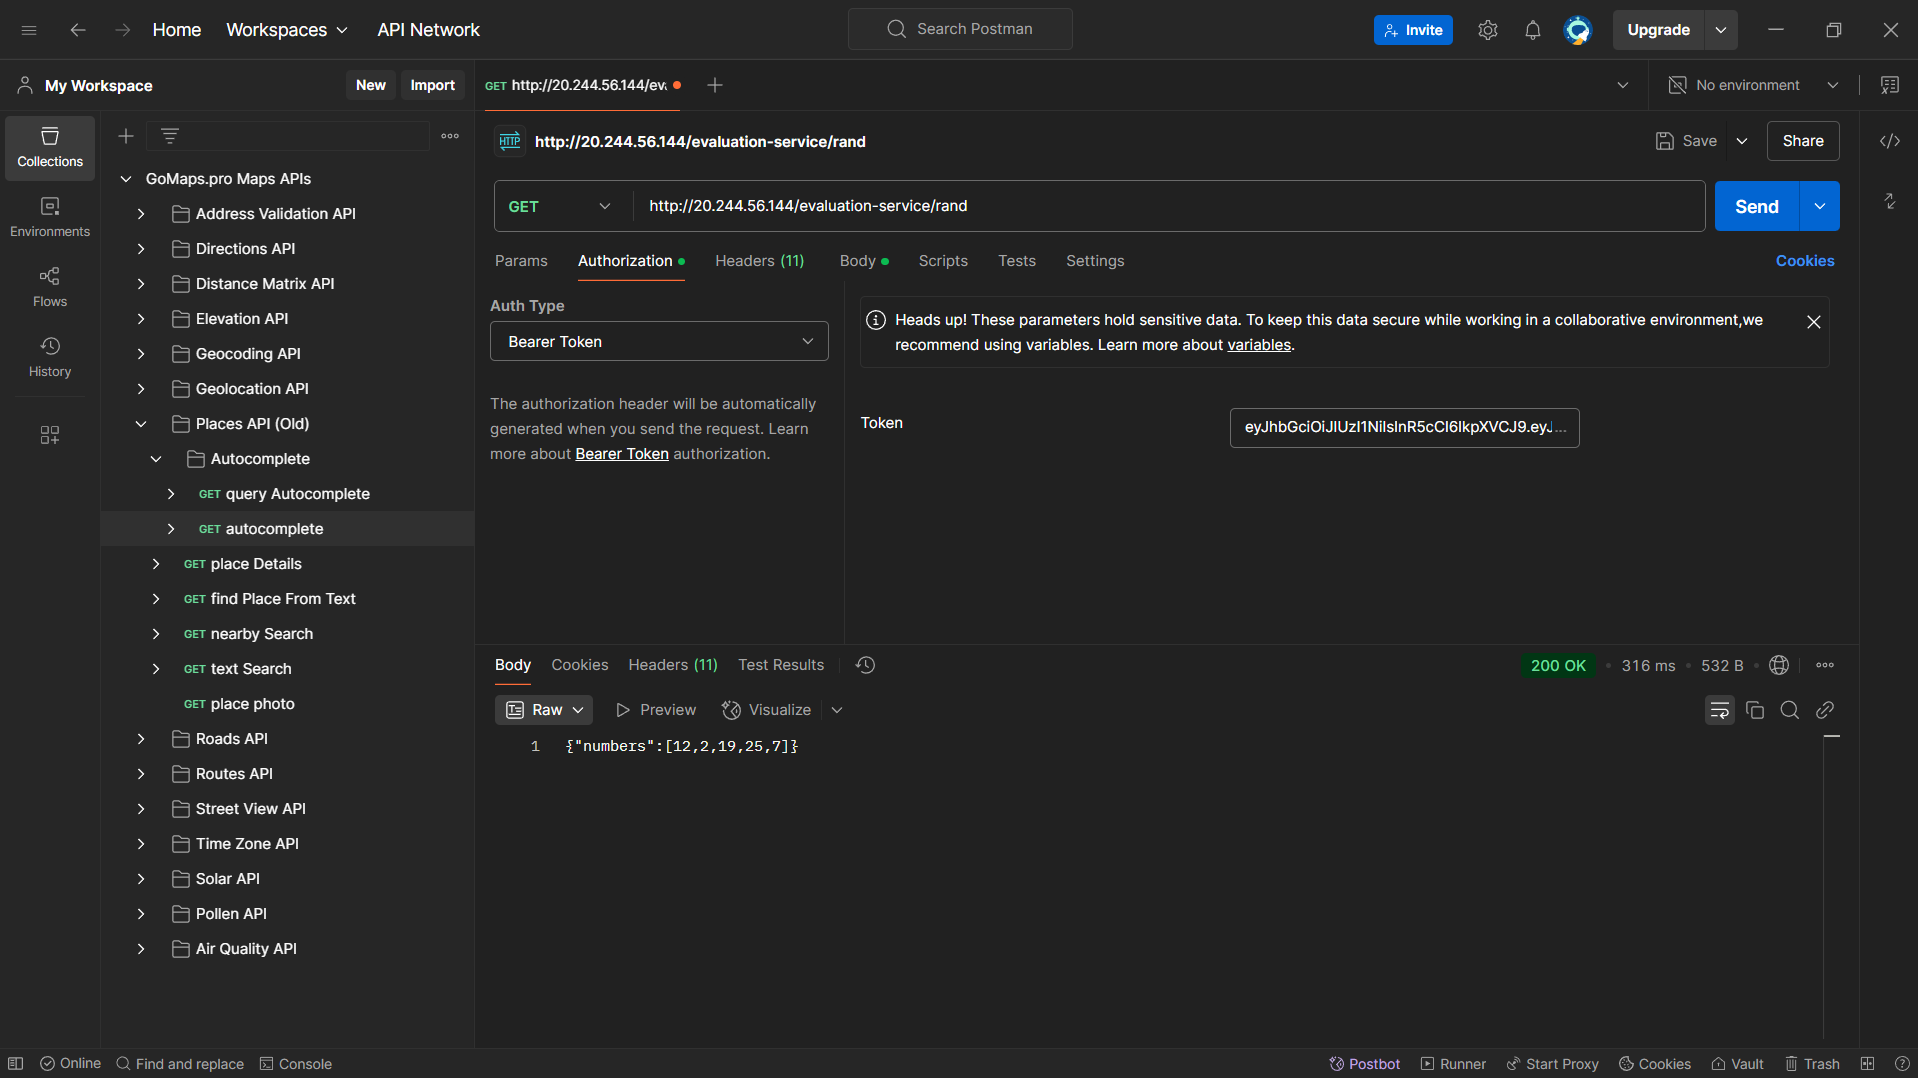 Home
Workspaces
API Network
Search Postman
Invite
Upgrade
My Workspace
New
Import
GET http://20.244.56.144/ev
No environment
Collections
Environments
Flows
History
GoMaps.pro Maps APIs
Address Validation API
Directions API
Distance Matrix API
Elevation API
Geocoding API
Geolocation API
Places API (Old)
Autocomplete
GET query Autocomplete
GET autocomplete
GET place Details
GET find Place From Text
GET nearby Search
GET text Search
GET place photo
Roads API
Routes API
Street View API
Time Zone API
Solar API
Pollen API
Air Quality API
HTTP http://20.244.56.144/evaluation-service/rand
Save
Share
GET
http://20.244.56.144/evaluation-service/rand
Send
Params
Authorization
Headers (11)
Body
Scripts
Tests
Settings
Cookies
Auth Type
Bearer Token
The authorization header will be automatically
generated when you send the request. Learn
more about Bearer Token authorization.
Heads up! These parameters hold sensitive data. To keep this data secure while working in a collaborative environment,we
recommend using variables. Learn more about variables.
Token
eyJhbGciOiJIUzI1NiIsInR5cCI6IkpXVCJ9.eyJ...
Body
Cookies
Headers (11)
Test Results
200 OK
316 ms
532 B
Raw
Preview
Visualize
1 {"numbers":[12,2,19,25,7]}
Online
Find and replace
Console
Postbot
Runner
Start Proxy
Cookies
Vault
Trash